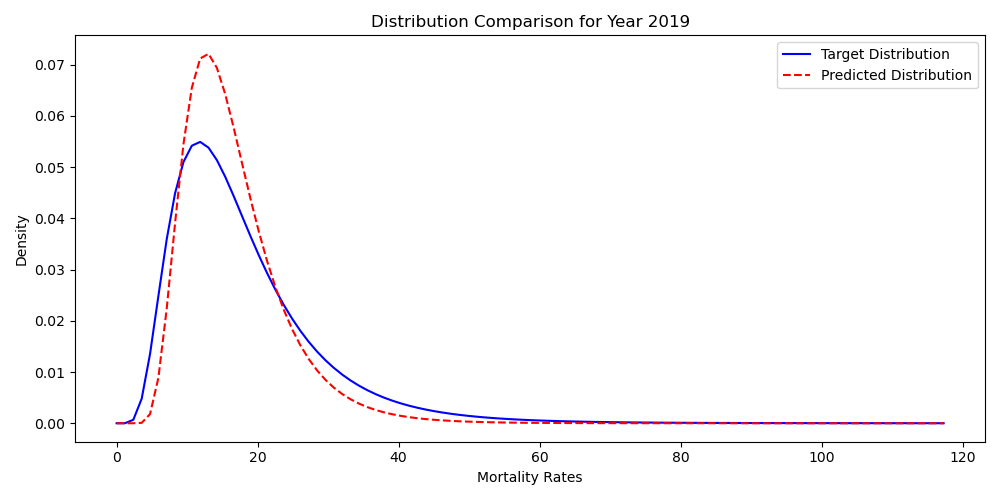 Distribution Comparison for Year 2019
Target Distribution
Predicted Distribution
Density
0.07
0.06
0.05
0.04
0.03
0.02
0.01
0.00
0 20 40 60 80 100 120
Mortality Rates